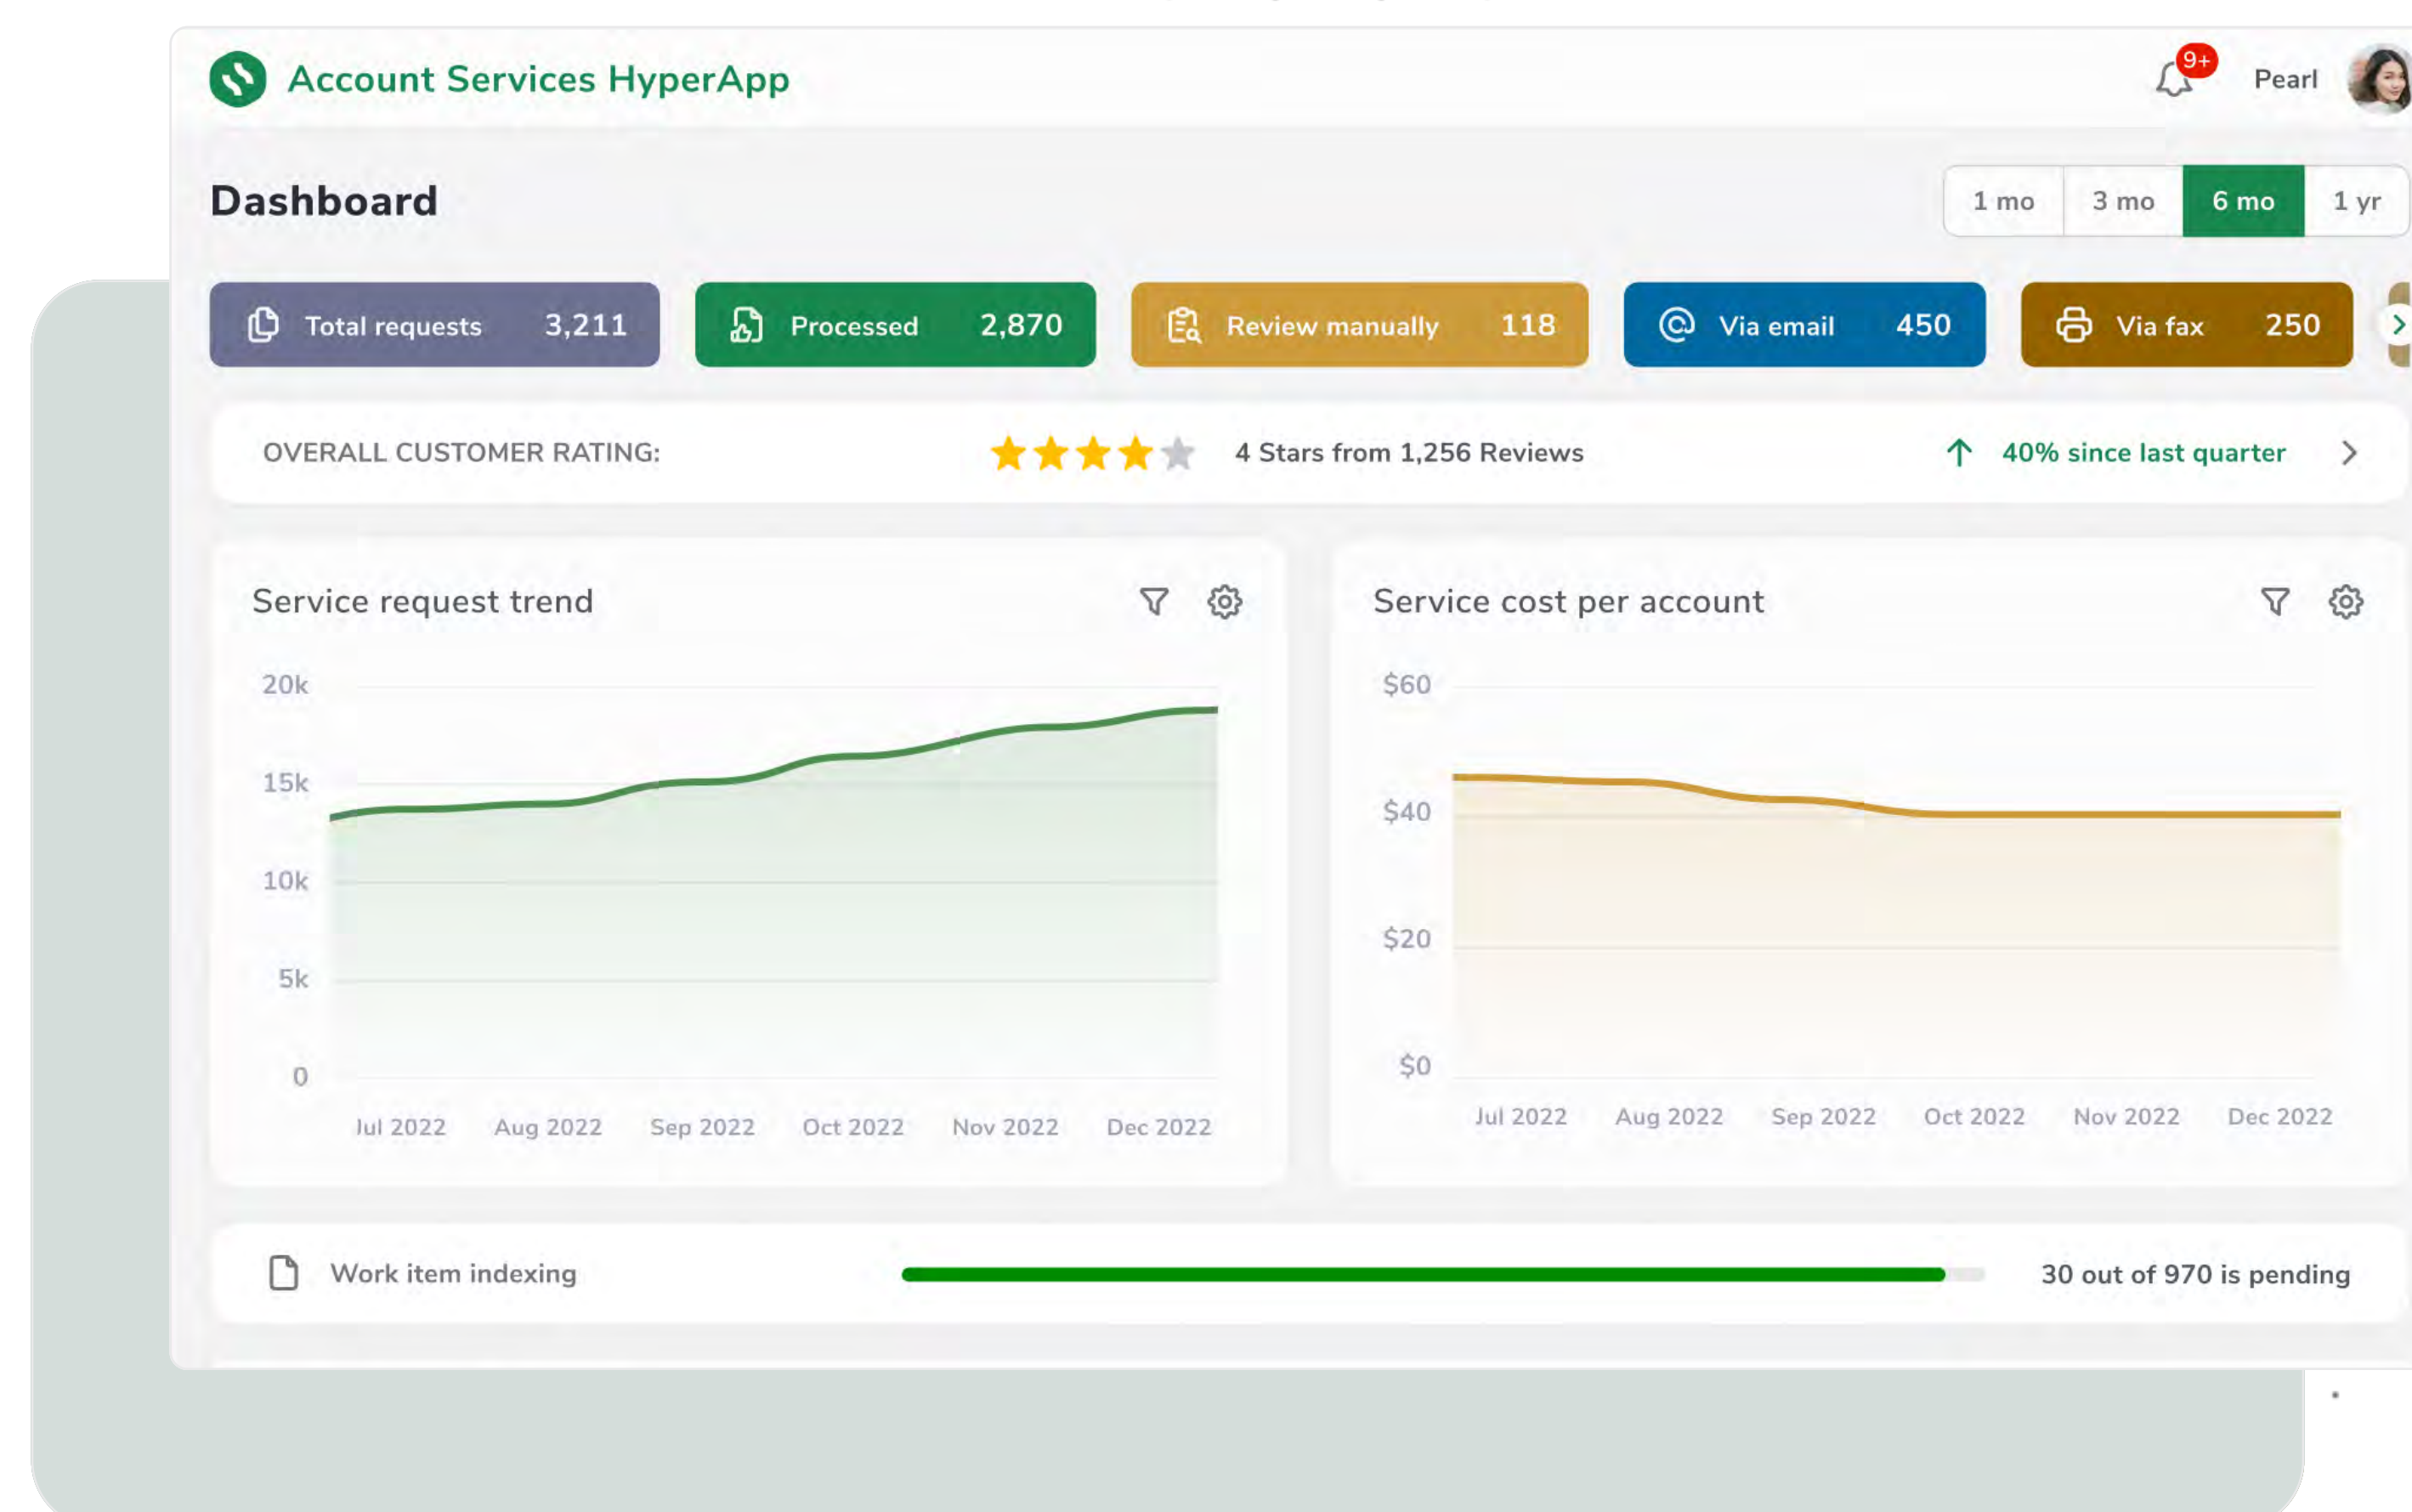 Account Services HyperApp
9+
Pearl
Dashboard
1 mo 3 mo 6 mo 1 yr
Total requests 3,211
Processed 2,870
Review manually 118
Via email 450
Via fax 250
OVERALL CUSTOMER RATING:
4 Stars from 1,256 Reviews
40% since last quarter
Service request trend
20k
15k
10k
5k
0
Jul 2022 Aug 2022 Sep 2022 Oct 2022 Nov 2022 Dec 2022
Service cost per account
$60
$40
$20
$0
Jul 2022 Aug 2022 Sep 2022 Oct 2022 Nov 2022 Dec 2022
Work item indexing
30 out of 970 is pending